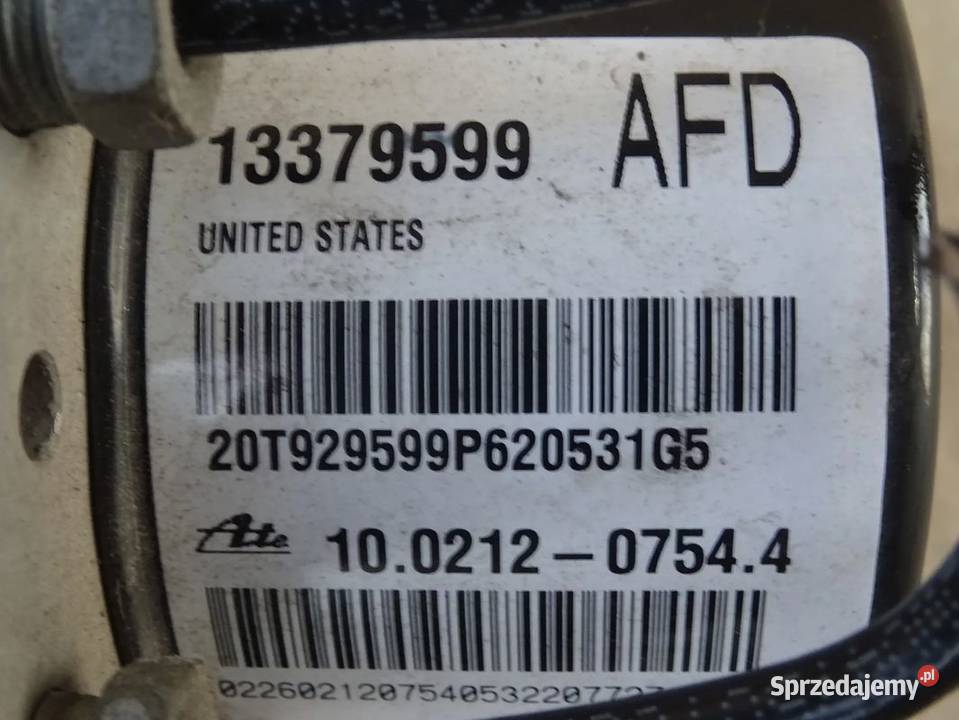 13379599 AFD
UNITED STATES
20T929599P620531G5
Ate 10.0212-0754.4
Sprzedajemy.pl